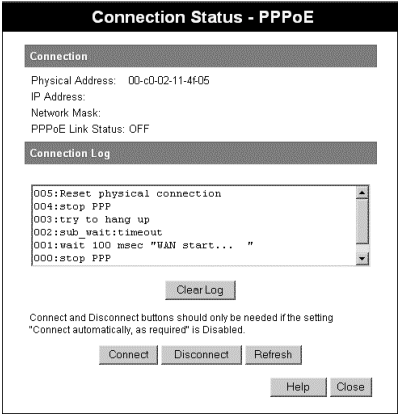 Connection Status - PPPoE
Connection
Physical Address: 00-c0-02-11-4f-05
IP Address:
Network Mask:
PPPoE Link Status: OFF
Connection Log
005:Reset physical connection
004:stop PPP
003:try to hang up
002:sub_wait:timeout
001:wait 100 msec "WAN start... "
000:stop PPP
Clear Log
Connect and Disconnect buttons should only be needed if the setting
"Connect automatically, as required" is Disabled.
Connect Disconnect Refresh
Help Close